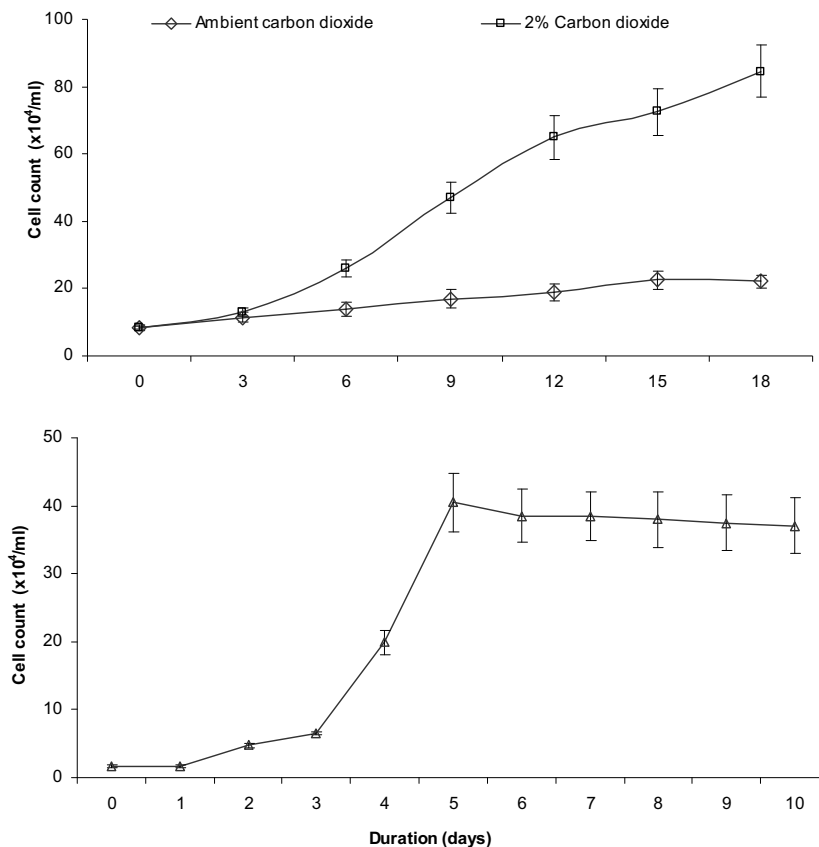 Ambient carbon dioxide 2% Carbon dioxide
Cell count (x10⁴/ml)
100
80
60
40
20
0
0 3 6 9 12 15 18
Cell count (x10⁴/ml)
50
40
30
20
10
0
0 1 2 3 4 5 6 7 8 9 10
Duration (days)